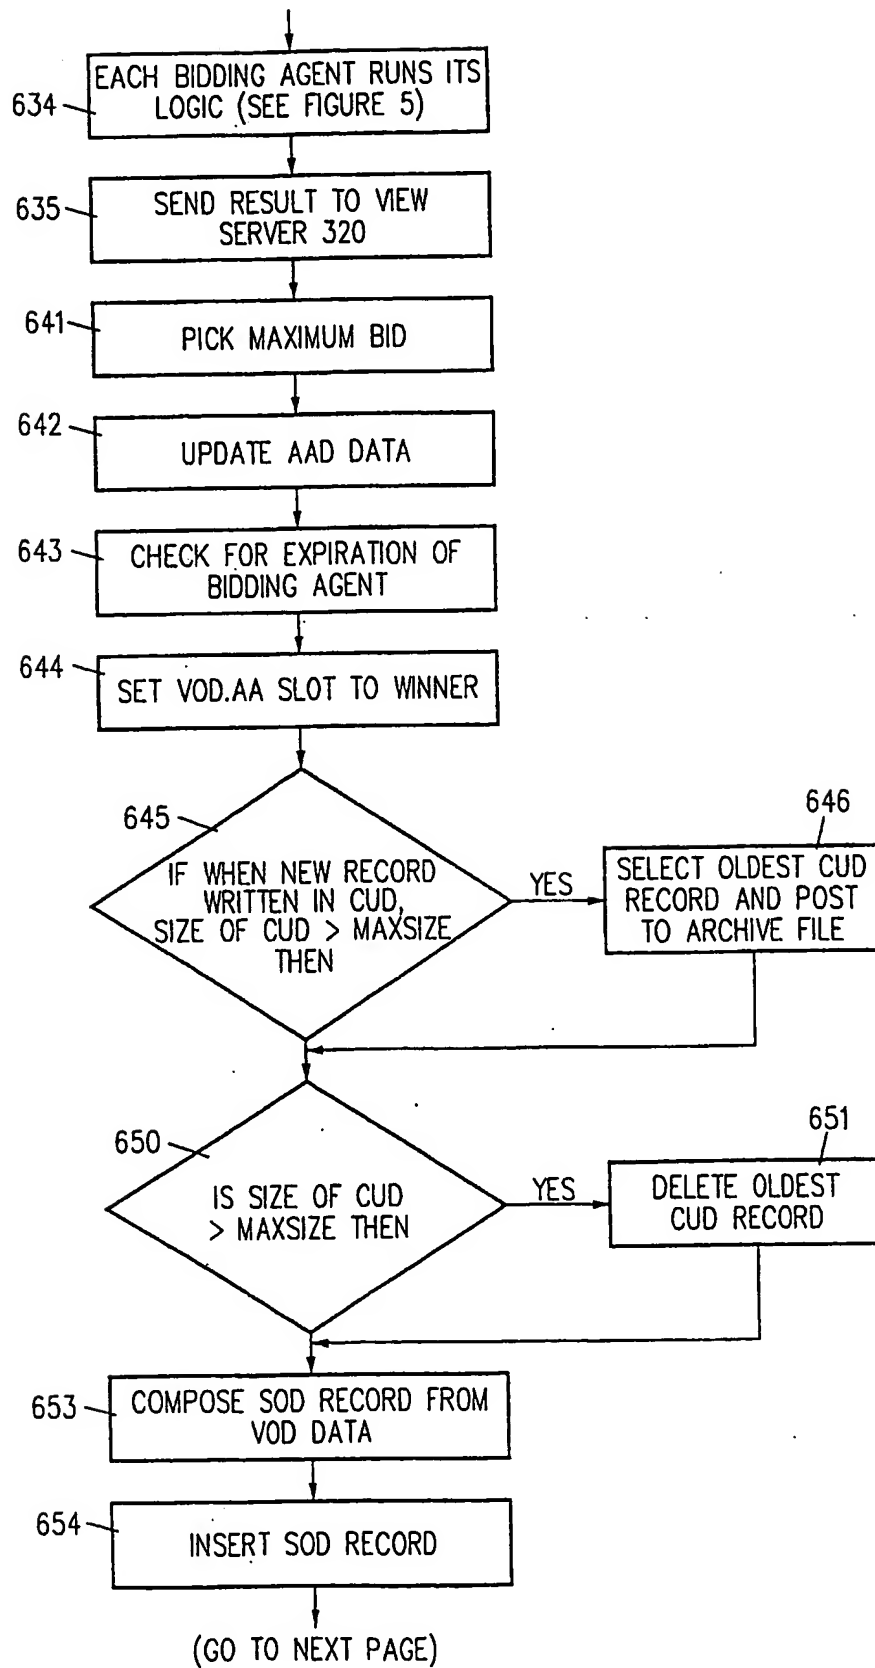 EACH BIDDING AGENT RUNS ITS
LOGIC (SEE FIGURE 5)
634
SEND RESULT TO VIEW
SERVER 320
635
PICK MAXIMUM BID
641
UPDATE AAD DATA
642
CHECK FOR EXPIRATION OF
BIDDING AGENT
643
SET VOD.AA SLOT TO WINNER
644
645
IF WHEN NEW RECORD
WRITTEN IN CUD,
SIZE OF CUD > MAXSIZE
THEN
YES
646
SELECT OLDEST CUD
RECORD AND POST
TO ARCHIVE FILE
650
IS SIZE OF CUD
> MAXSIZE THEN
YES
651
DELETE OLDEST
CUD RECORD
653
COMPOSE SOD RECORD FROM
VOD DATA
654
INSERT SOD RECORD
(GO TO NEXT PAGE)